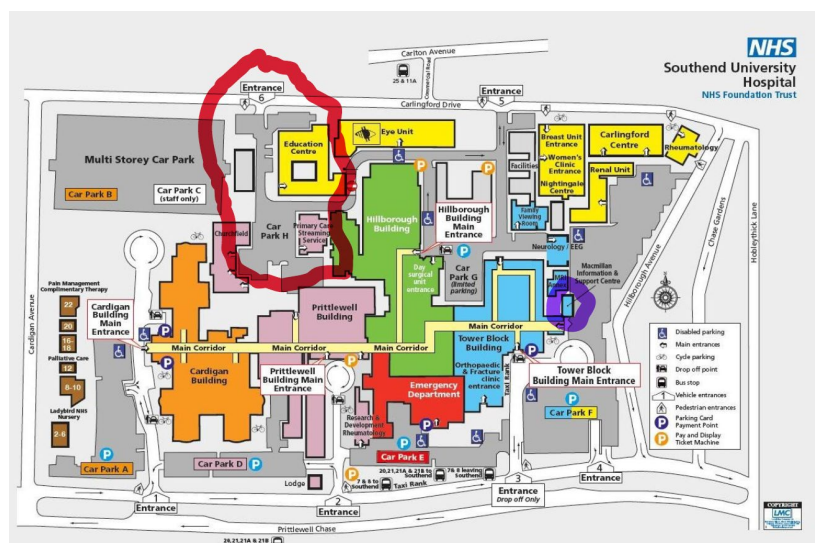 Carlton Avenue
NHS
Southend University
Hospital
NHS Foundation Trust
25 & 11A
Entrance
6
Carlingford Drive
Entrance
5
Multi Storey Car Park
Car Park B
Car Park C
(staff only)
Education
Centre
Eye Unit
Facilities
Breast Unit
Entrance
Women's
Clinic
Entrance
Nightingale
Centre
Carlingford
Centre
Rheumatology
Renal Unit
Churchfield
Car
Park H
Primary Care
Streaming
Service
Hillborough
Building
Hillborough
Building
Main
Entrance
Family
Viewing
Room
Neurology / EEG
Day
surgical
unit
entrance
Car
Park G
(limited
parking)
Macmillan
Information &
Support Centre
Hillborough Avenue
Chase Gardens
Hobleythick Lane
Cardigan Avenue
Pain Management
Complimentary Therapy
22
20
16-
18
Palliative Care
12
8-10
Ladybird NHS
Nursery
2-6
Cardigan
Building
Main
Entrance
Prittlewell
Building
Main Corridor
Main Corridor
Main Corridor
Main Corridor
Cardigan
Building
Prittlewell
Building Main
Entrance
Tower Block
Building
Orthopaedic
& Fracture
clinic
entrance
Taxi Rank
Tower Block
Building Main Entrance
Emergency
Department
Research &
Development
Rheumatology
Car Park A
Car Park D
Car Park E
Car Park F
Lodge
7 & 8 to
Southend
20,21,21A & 21B to
Southend
7& 8 leaving
Southend
Taxi Rank
1
Entrance
2
Entrance
3
Entrance
Drop off Only
4
Entrance
Prittlewell Chase
20,21,21A & 21B
Disabled parking
Main entrances
Cycle parking
Drop off point
Bus stop
Vehicle entrances
Pedestrian entrances
Parking Card
Payment Point
Pay and Display
Ticket Machine
COPYRIGHT
LMC